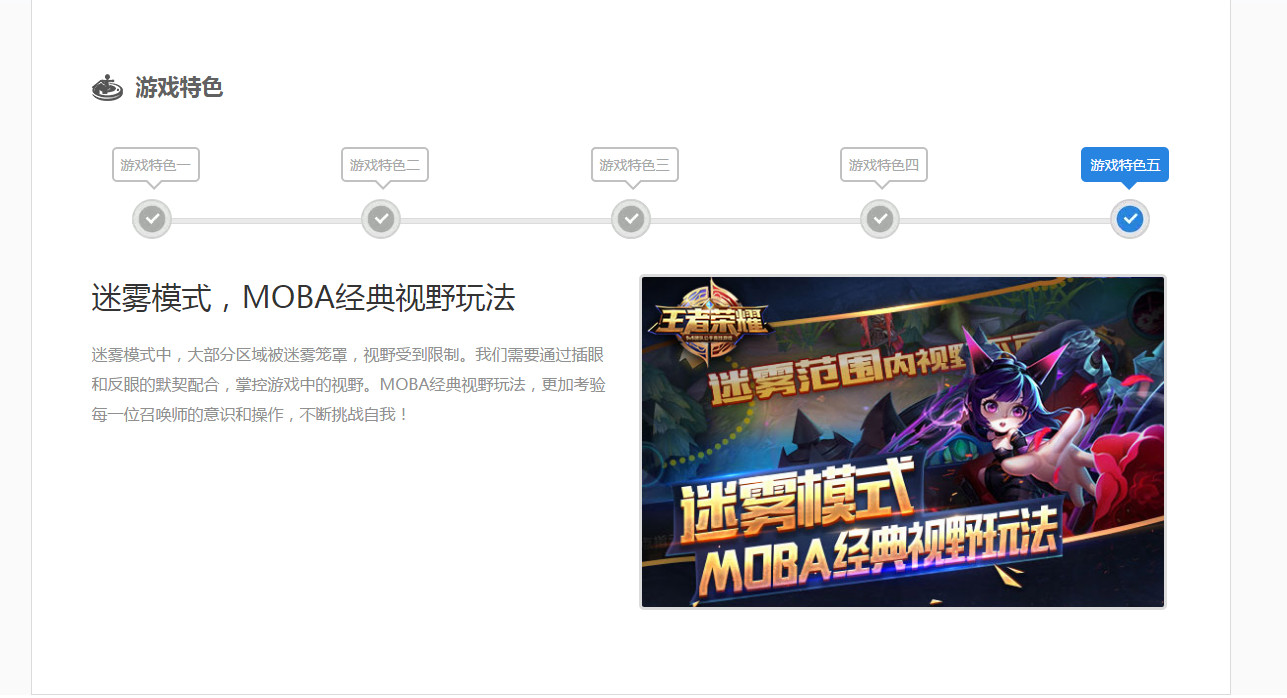 游戏特色
游戏特色一
游戏特色二
游戏特色三
游戏特色四
游戏特色五
迷雾模式，MOBA经典视野玩法
迷雾模式中，大部分区域被迷雾笼罩，视野受到限制。我们需要通过插眼
和反眼的默契配合，掌控游戏中的视野。MOBA经典视野玩法，更加考验
每一位召唤师的意识和操作，不断挑战自我！
王者荣耀
迷雾范围内视野
迷雾模式
MOBA经典视野玩法